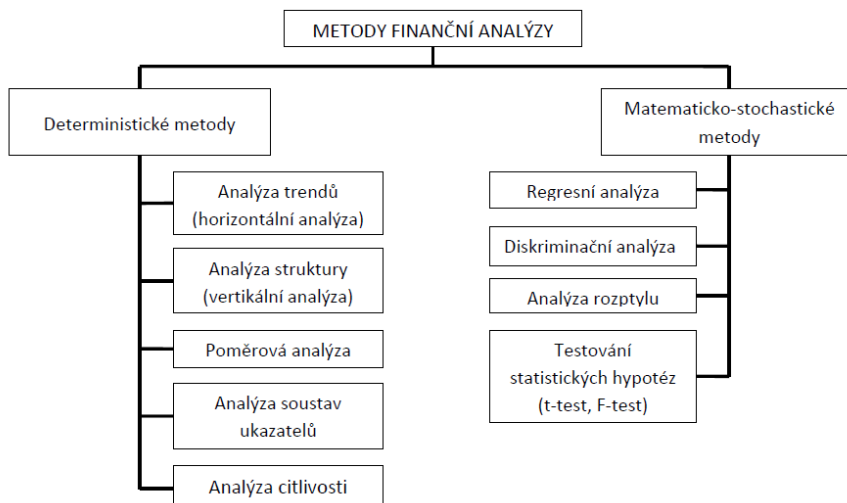 METODY FINANČNÍ ANALÝZY
Deterministické metody
Analýza trendů
(horizontální analýza)
Analýza struktury
(vertikální analýza)
Poměrová analýza
Analýza soustav
ukazatelů
Analýza citlivosti
Matematicko-stochastické
metody
Regresní analýza
Diskriminační analýza
Analýza rozptylu
Testování
statistických hypotéz
(t-test, F-test)